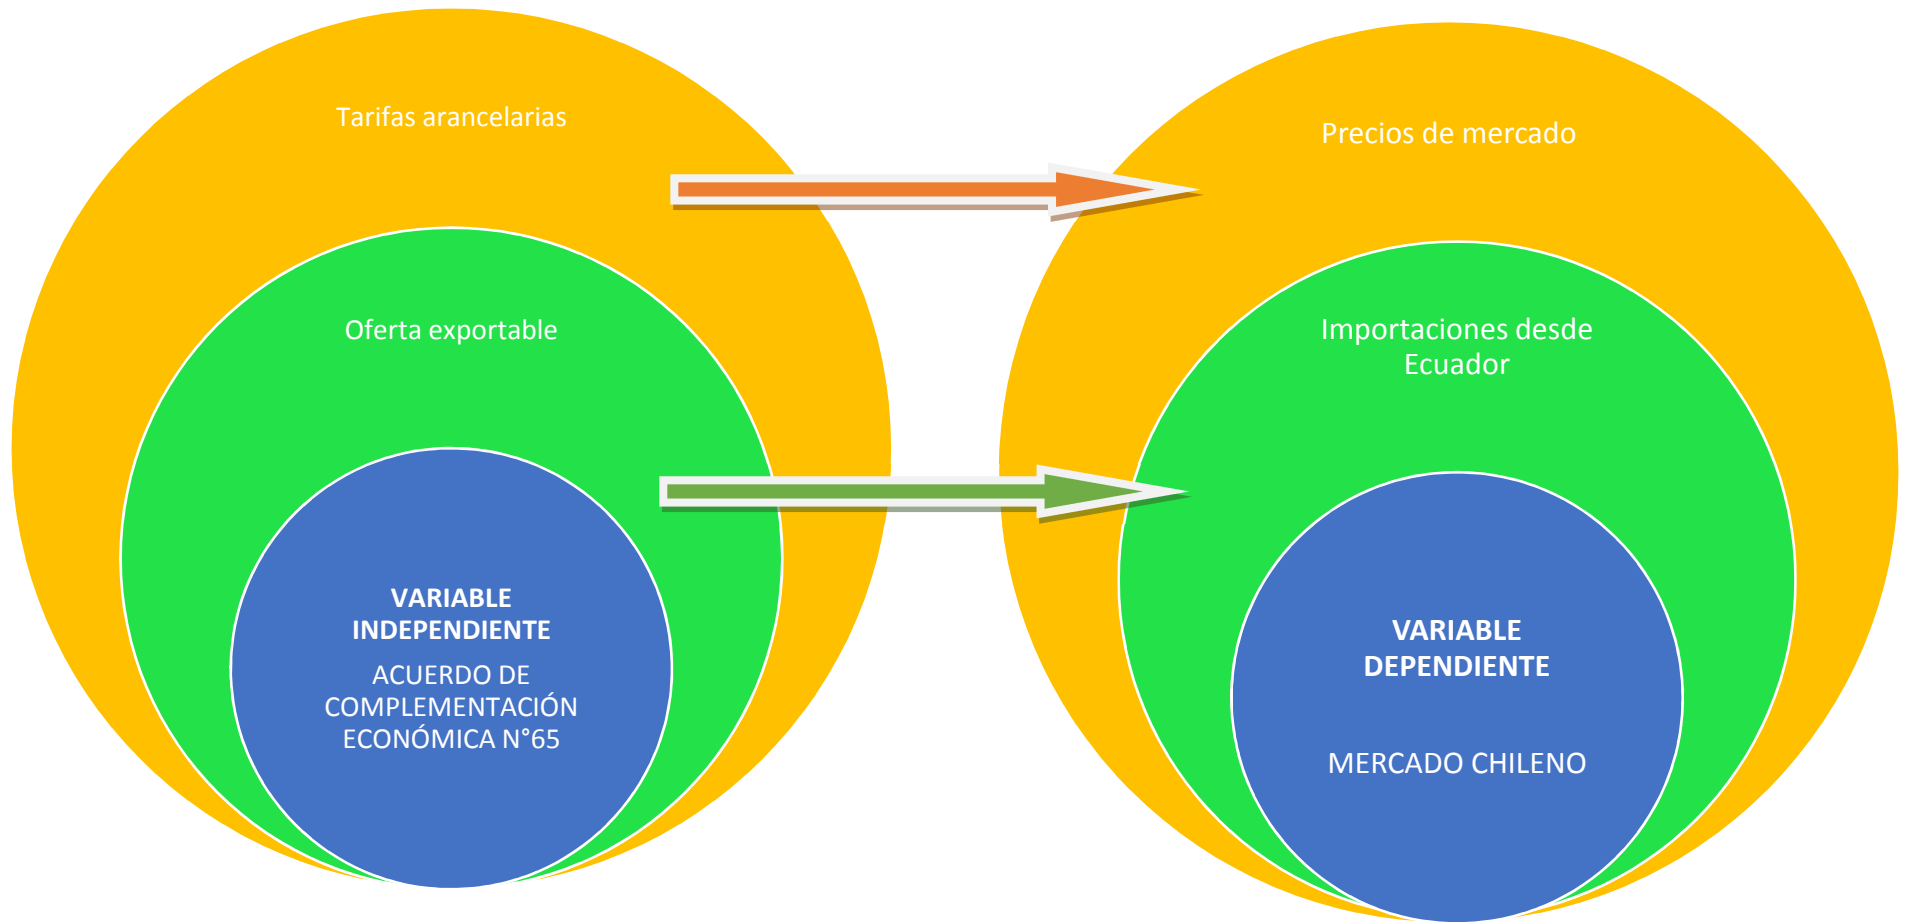 Tarifas arancelarias
Oferta exportable
VARIABLE
INDEPENDIENTE
ACUERDO DE
COMPLEMENTACIÓN
ECONÓMICA N°65
Precios de mercado
Importaciones desde
Ecuador
VARIABLE
DEPENDIENTE
MERCADO CHILENO